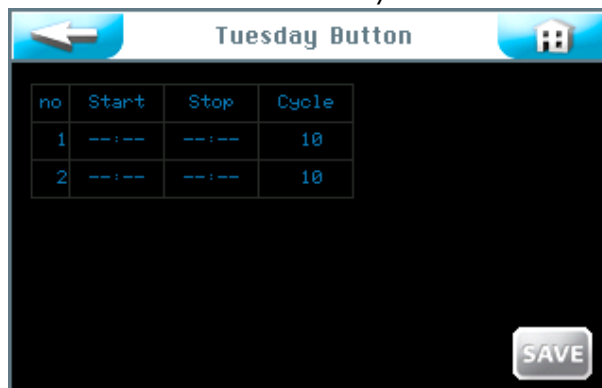 Tuesday Button
no Start Stop Cycle
1 --:-- --:-- 10
2 --:-- --:-- 10
SAVE